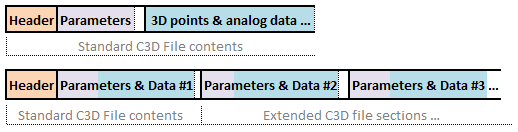 Header Parameters 3D points & analog data ...
Standard C3D File contents
Header Parameters & Data #1 Parameters & Data #2 Parameters & Data #3 ...
Standard C3D File contents Extended C3D file sections ...